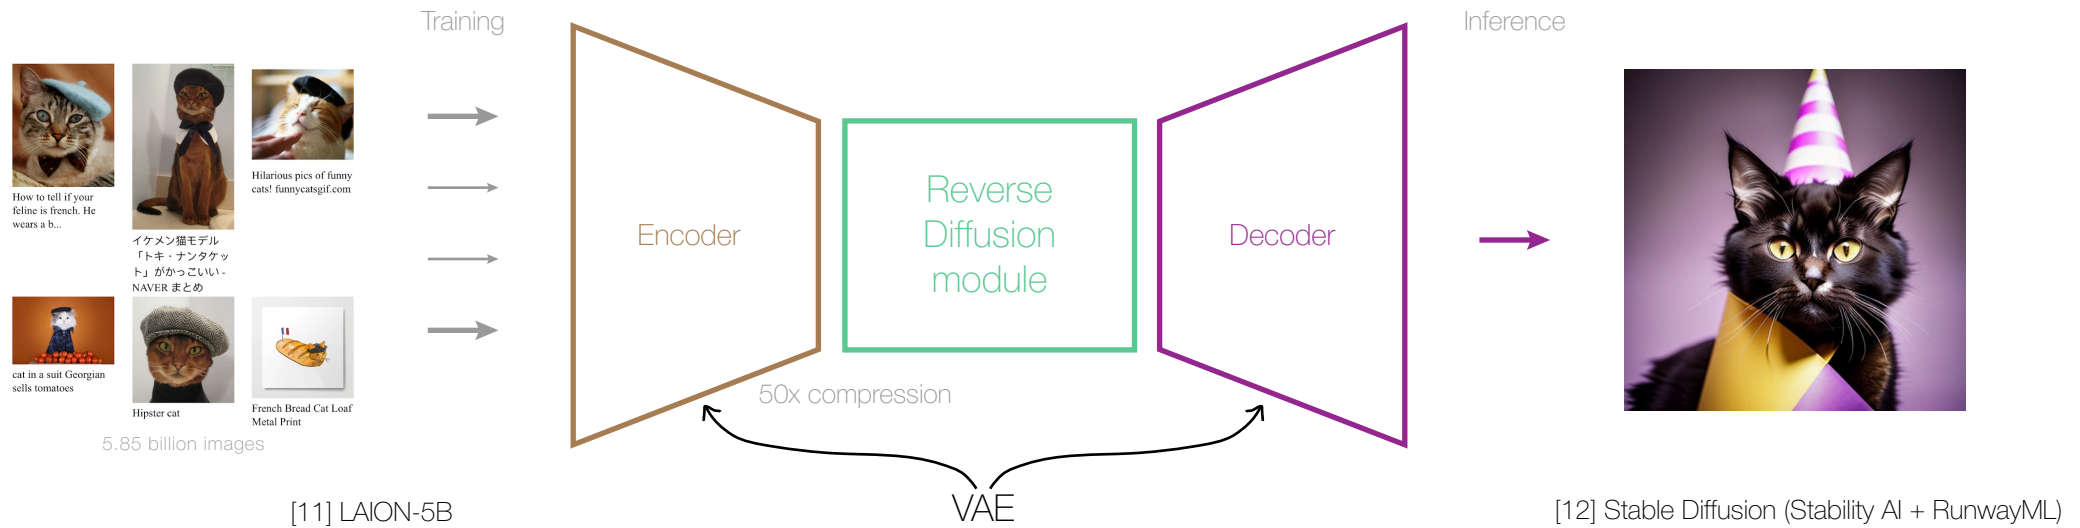 Training
Inference
How to tell if your
feline is french. He
wears a b...
イケメン猫モデル
「トキ・ナンタケッ
ト」がかっこいい -
NAVER まとめ
Hilarious pics of funny
cats! funnycatsgif.com
cat in a suit Georgian
sells tomatoes
Hipster cat
French Bread Cat Loaf
Metal Print
5.85 billion images
[11] LAION-5B
Encoder
Reverse
Diffusion
module
Decoder
50x compression
VAE
[12] Stable Diffusion (Stability AI + RunwayML)